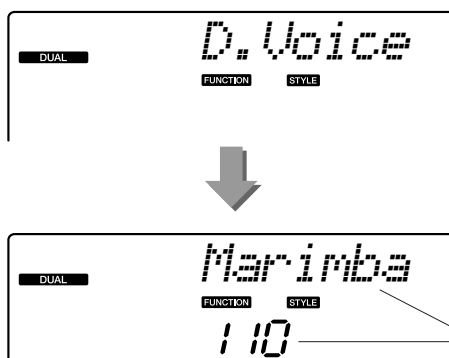 D.Voice
DUAL
FUNCTION STYLE
Marimba
DUAL
FUNCTION STYLE
110